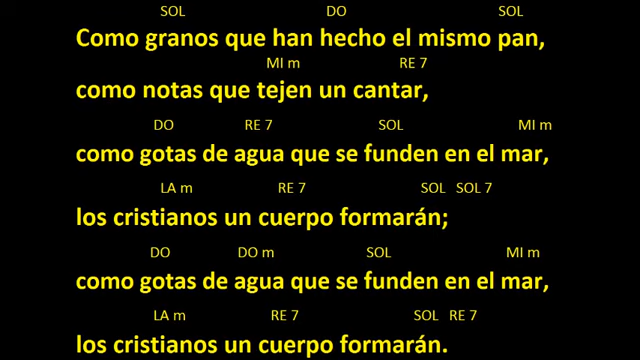 SOL DO SOL
Como granos que han hecho el mismo pan,
MI m RE 7
como notas que tejen un cantar,
DO RE 7 SOL MI m
como gotas de agua que se funden en el mar,
LA m RE 7 SOL SOL 7
los cristianos un cuerpo formarán;
DO DO m SOL MI m
como gotas de agua que se funden en el mar,
LA m RE 7 SOL RE 7
los cristianos un cuerpo formarán.